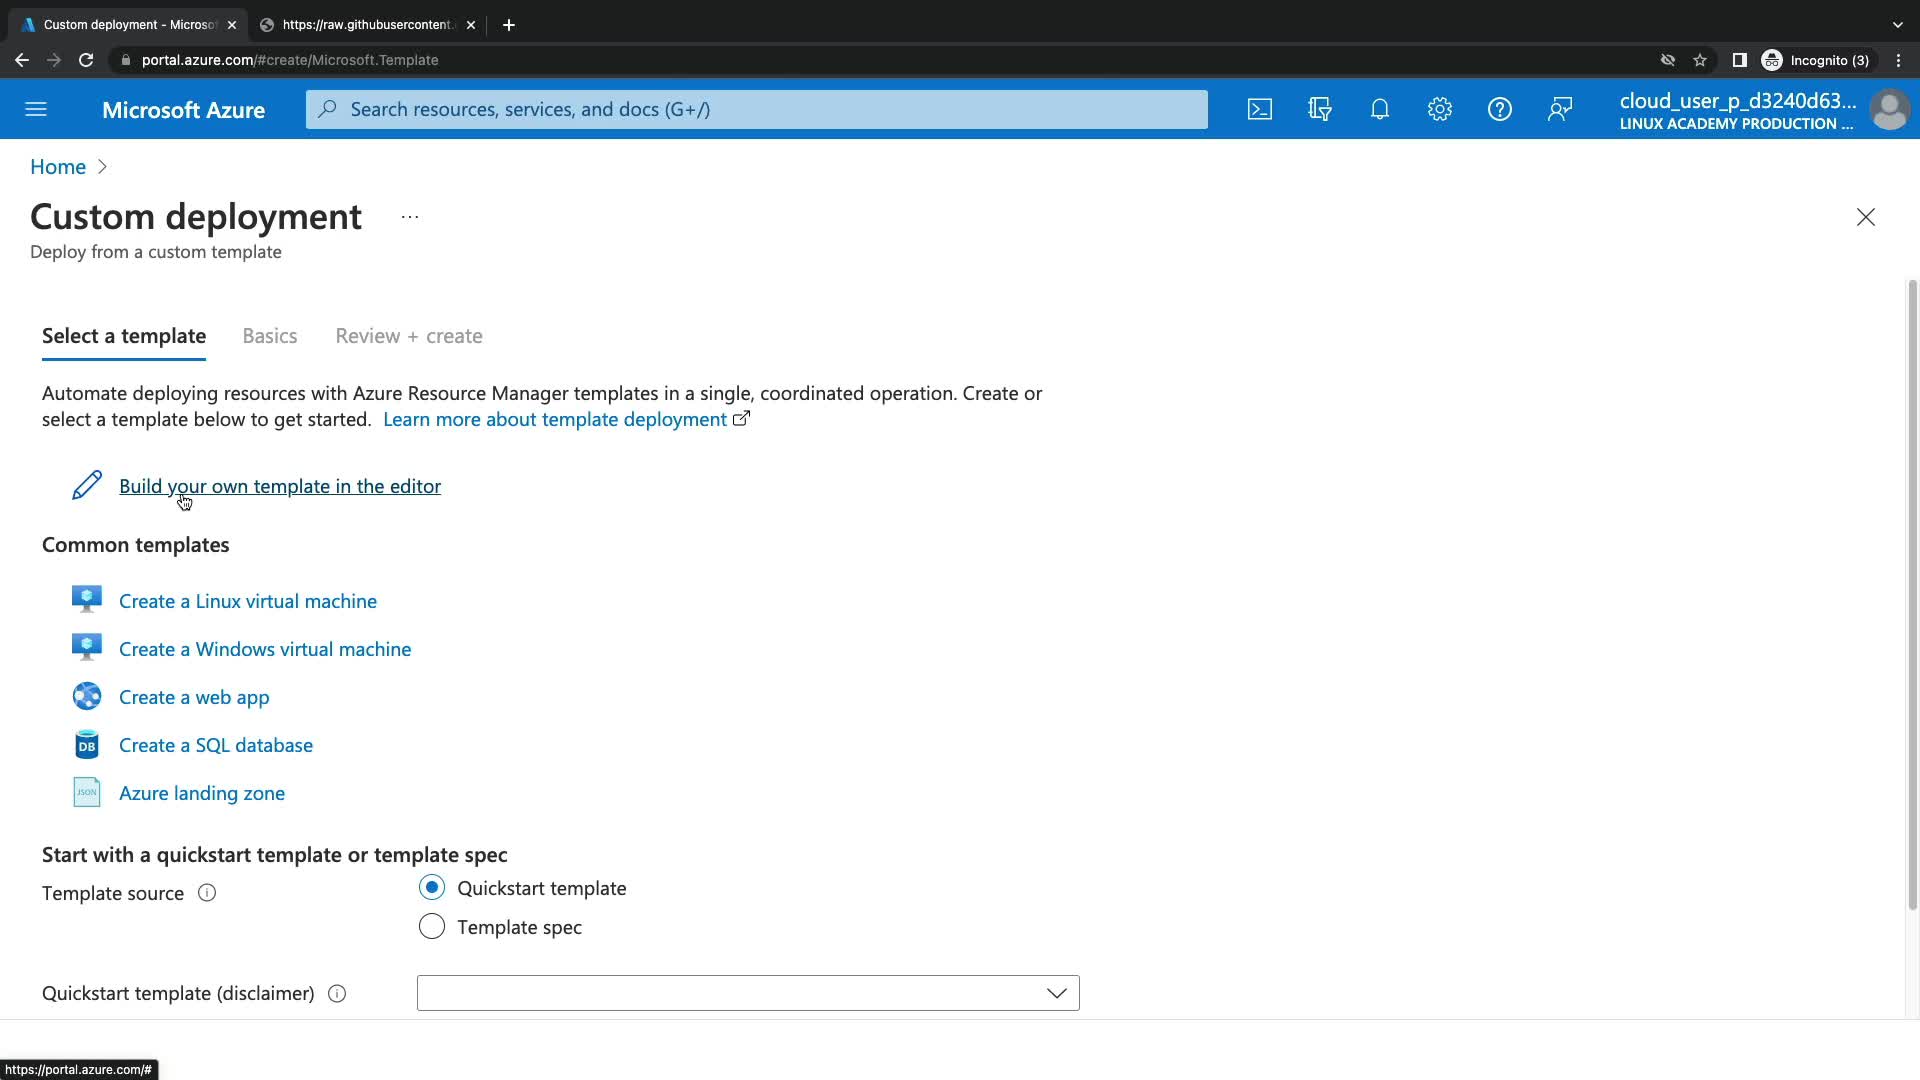 Custom deployment - Microso
https://raw.githubusercontent.
portal.azure.com/#create/Microsoft.Template
Incognito (3)
Microsoft Azure
Search resources, services, and docs (G+/)
cloud_user_p_d3240d63...
LINUX ACADEMY PRODUCTION ...
Home
Custom deployment
...
Deploy from a custom template
Select a template
Basics
Review + create
Automate deploying resources with Azure Resource Manager templates in a single, coordinated operation. Create or
select a template below to get started. Learn more about template deployment
Build your own template in the editor
Common templates
Create a Linux virtual machine
Create a Windows virtual machine
Create a web app
DB
Create a SQL database
JSON
Azure landing zone
Start with a quickstart template or template spec
Template source
Quickstart template
Template spec
Quickstart template (disclaimer)
https://portal.azure.com/#